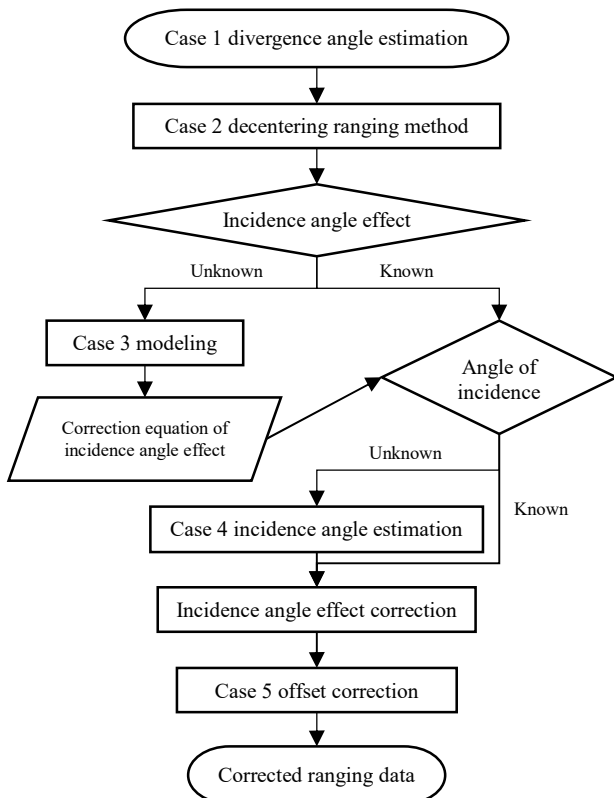 Case 1 divergence angle estimation
Case 2 decentering ranging method
Incidence angle effect
Unknown
Known
Case 3 modeling
Angle of
incidence
Correction equation of
incidence angle effect
Unknown
Known
Case 4 incidence angle estimation
Incidence angle effect correction
Case 5 offset correction
Corrected ranging data